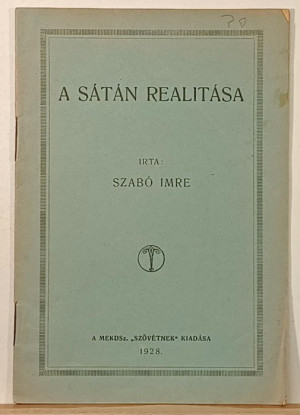 A SÁTÁN REALITÁSA
IRTA:
SZABÓ IMRE
A MEKDSz. „SZÖVÉTNEK" KIADÁSA
1928.